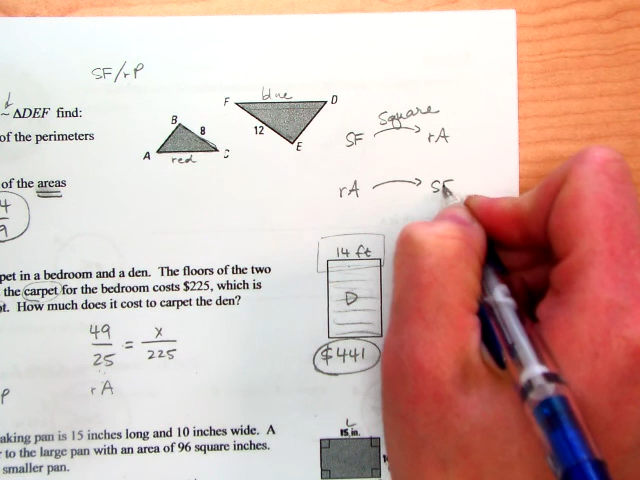 SF/rP
~ ΔDEF find:
of the perimeters
of the areas
4
9
F blue D
B
8
12
A red
E
square
SF → rA
rA → SF
14 ft
D
$441
pet in a bedroom and a den. The floors of the two
the carpet for the bedroom costs $225, which is
t. How much does it cost to carpet the den?
49/25 = x/225
rA
P
aking pan is 15 inches long and 10 inches wide. A
r to the large pan with an area of 96 square inches.
smaller pan.
L
15 in.